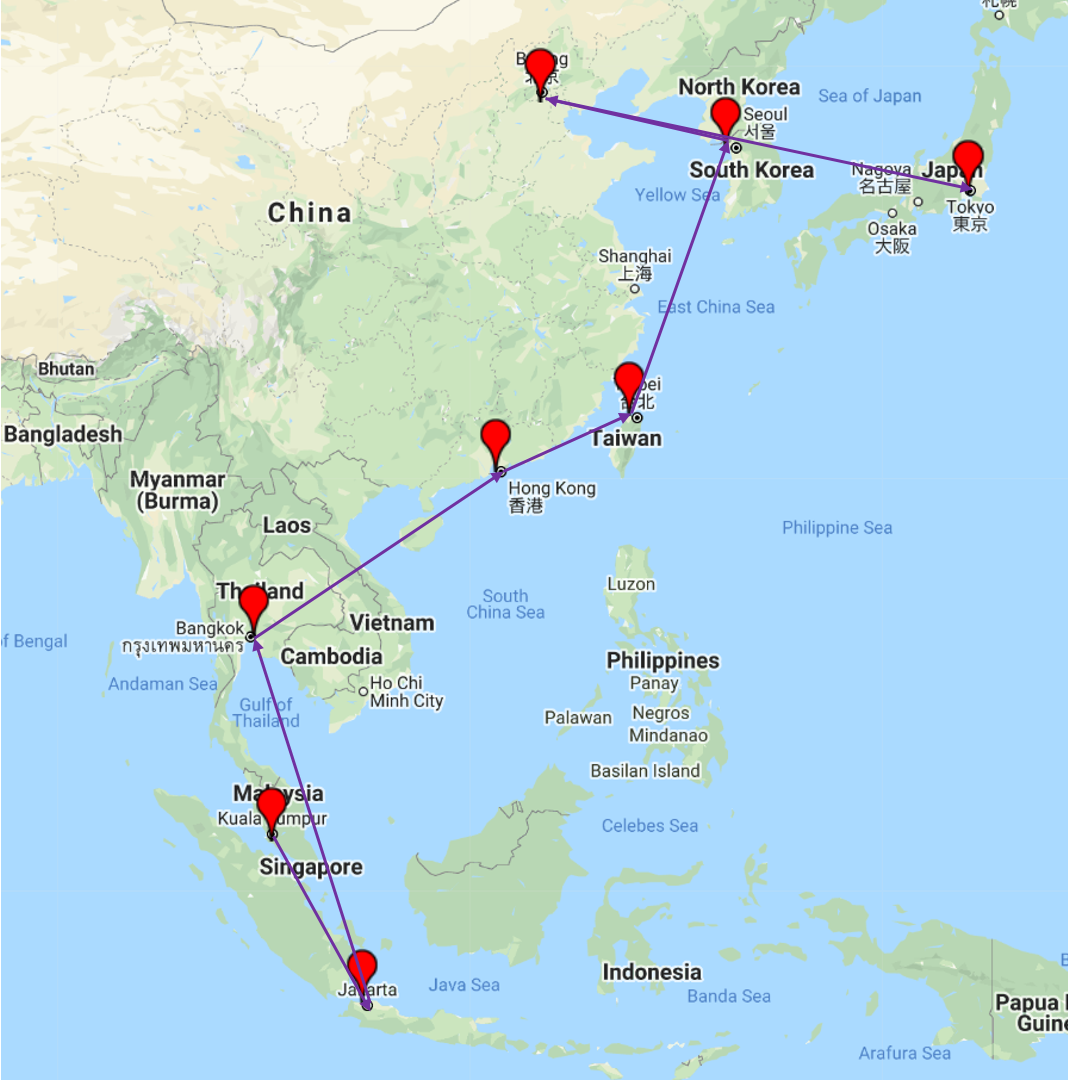 North Korea
Sea of Japan
Seoul
서울
South Korea
Nagoya
名古屋
Japan
Yellow Sea
Tokyo
東京
China
Osaka
大阪
Shanghai
上海
East China Sea
Bhutan
Bangladesh
Taiwan
Myanmar
(Burma)
Hong Kong
香港
Laos
Philippine Sea
Thailand
Luzon
South
China Sea
Bangkok
กรุงเทพมหานคร
Vietnam
of Bengal
Cambodia
Philippines
Andaman Sea
Ho Chi
Minh City
Panay
Gulf of
Thailand
Palawan
Negros
Mindanao
Basilan Island
Malaysia
Kuala Lumpur
Celebes Sea
Singapore
Jakarta
Java Sea
Indonesia
Banda Sea
Papua
Guine
Arafura Sea